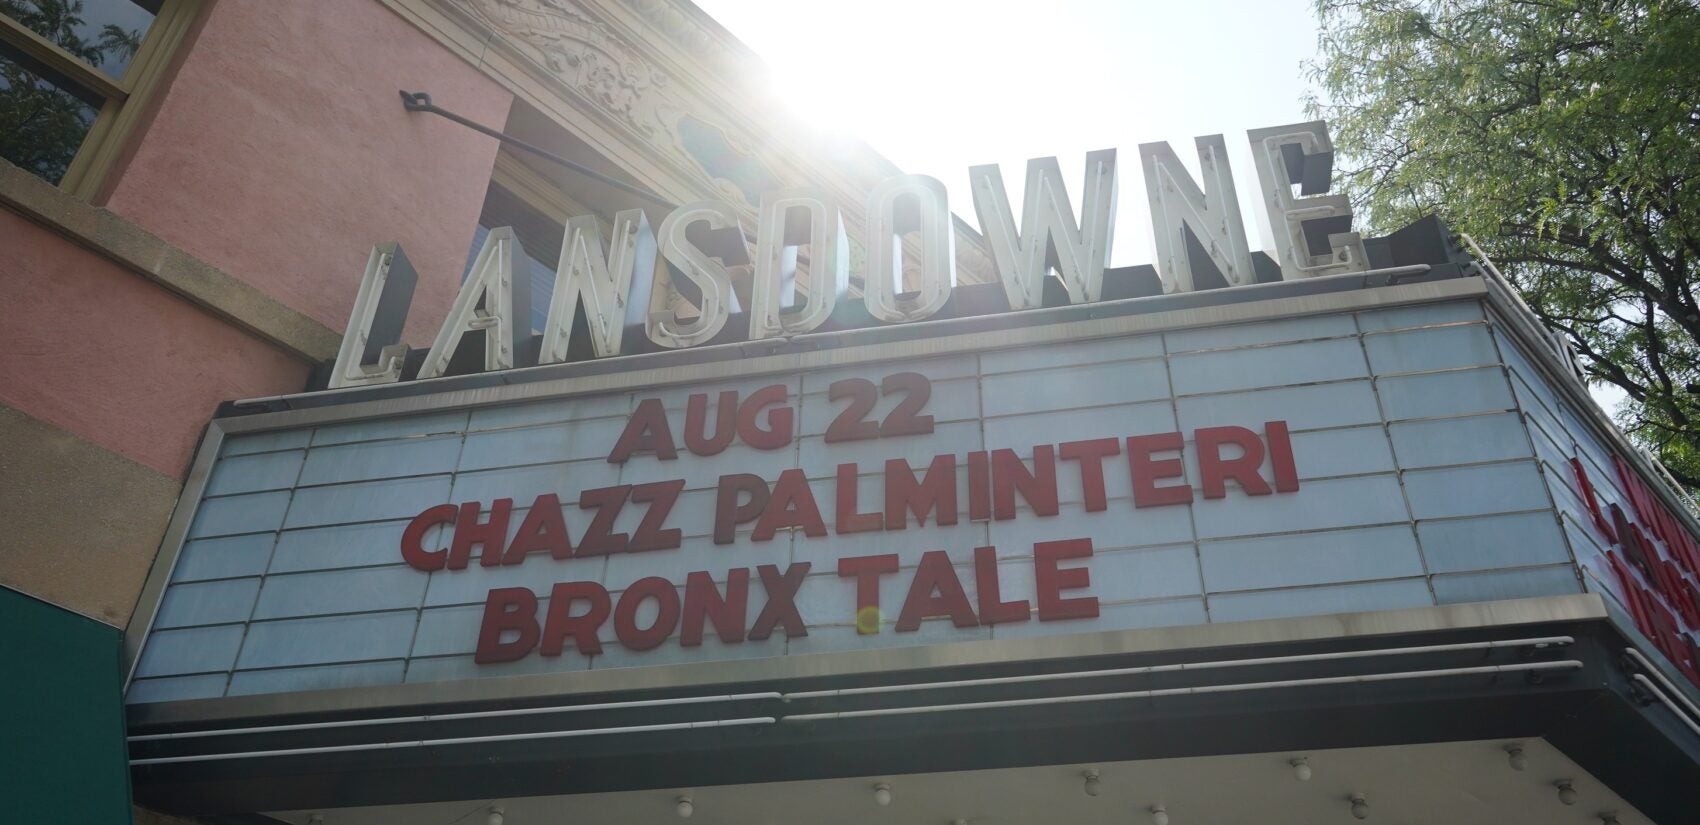 LANSDOWNE
AUG 22
CHAZZ PALMINTERI
BRONX TALE